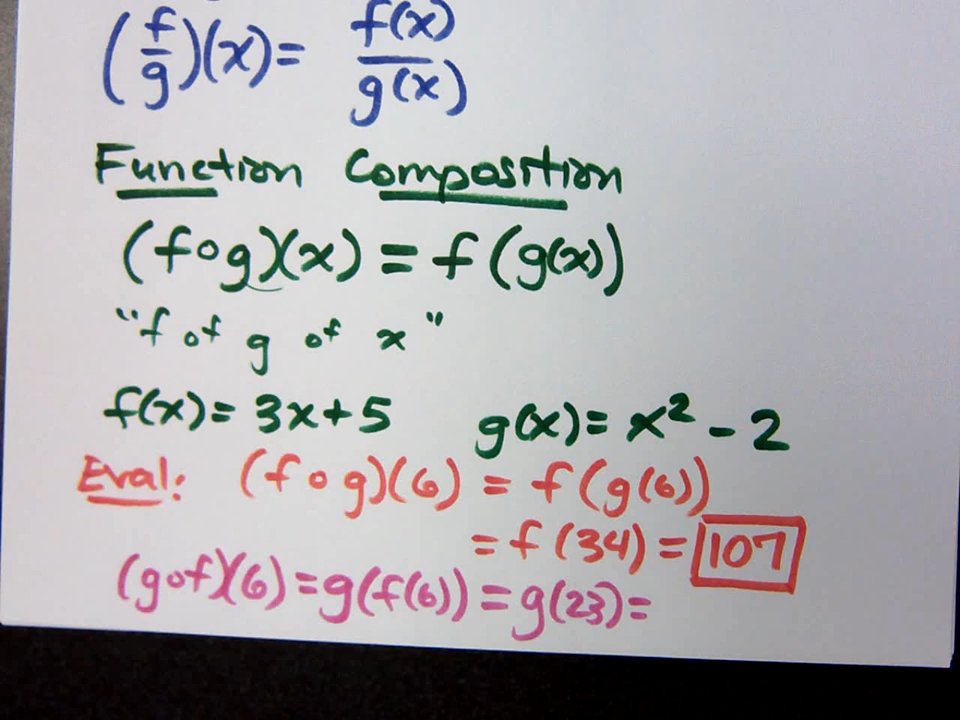 (f/g)(x) = f(x)/g(x)
Function Composition
(f∘g)(x) = f(g(x))
"f of g of x"
f(x) = 3x+5 g(x) = x² - 2
Eval: (f∘g)(6) = f(g(6))
= f(34) = 107
(g∘f)(6) = g(f(6)) = g(23) =